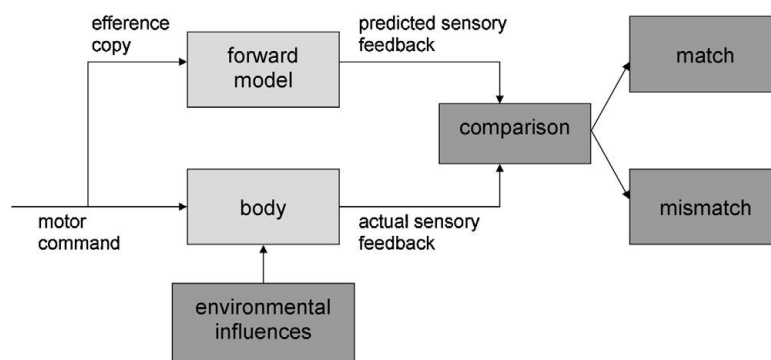 efference
copy
forward
model
predicted sensory
feedback
match
comparison
motor
command
body
actual sensory
feedback
mismatch
environmental
influences